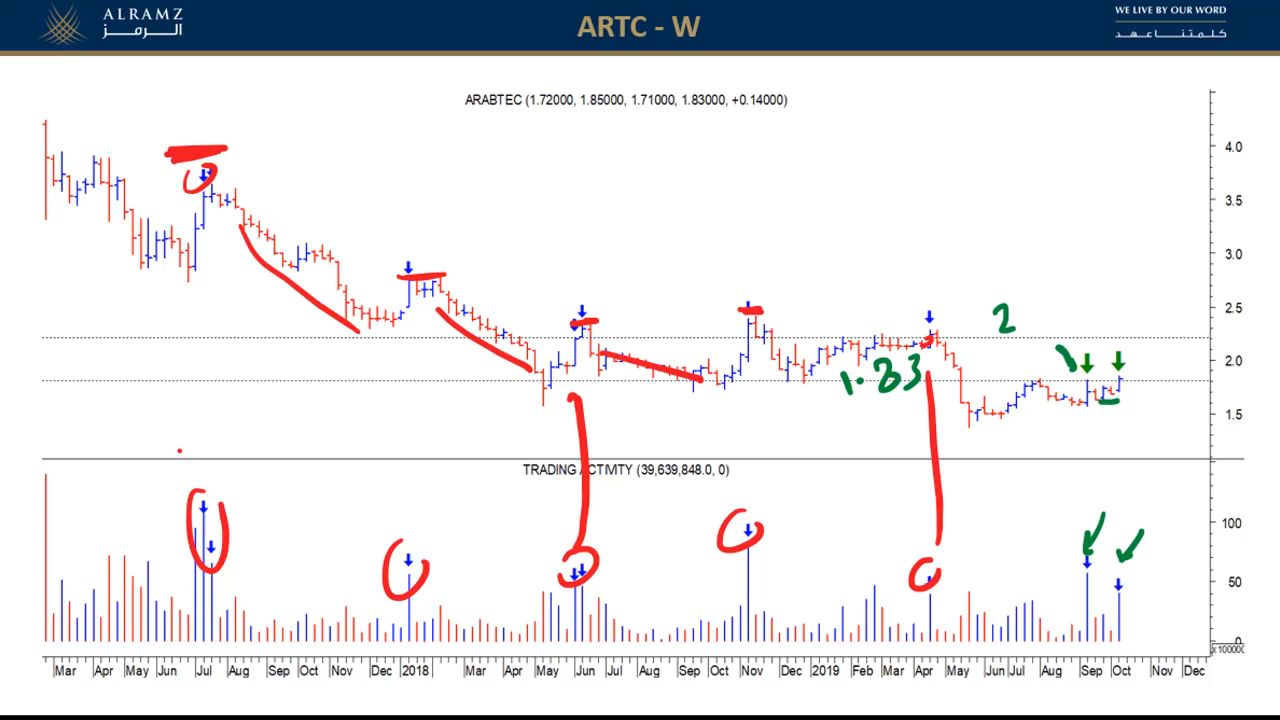 ALRAMZ
الرمز
ARTC - W
WE LIVE BY OUR WORD
كلمتنا عهد
ARABTEC (1.72000, 1.85000, 1.71000, 1.83000, +0.14000)
4.0
3.5
3.0
2.5
2.0
1.5
2
1.83
TRADING ACTIVITY (39,639,848.0, 0)
100
50
0
x100000
Mar Apr May Jun Jul Aug Sep Oct Nov Dec 2018 Mar Apr May Jun Jul Aug Sep Oct Nov Dec 2019 Feb Mar Apr May Jun Jul Aug Sep Oct Nov Dec